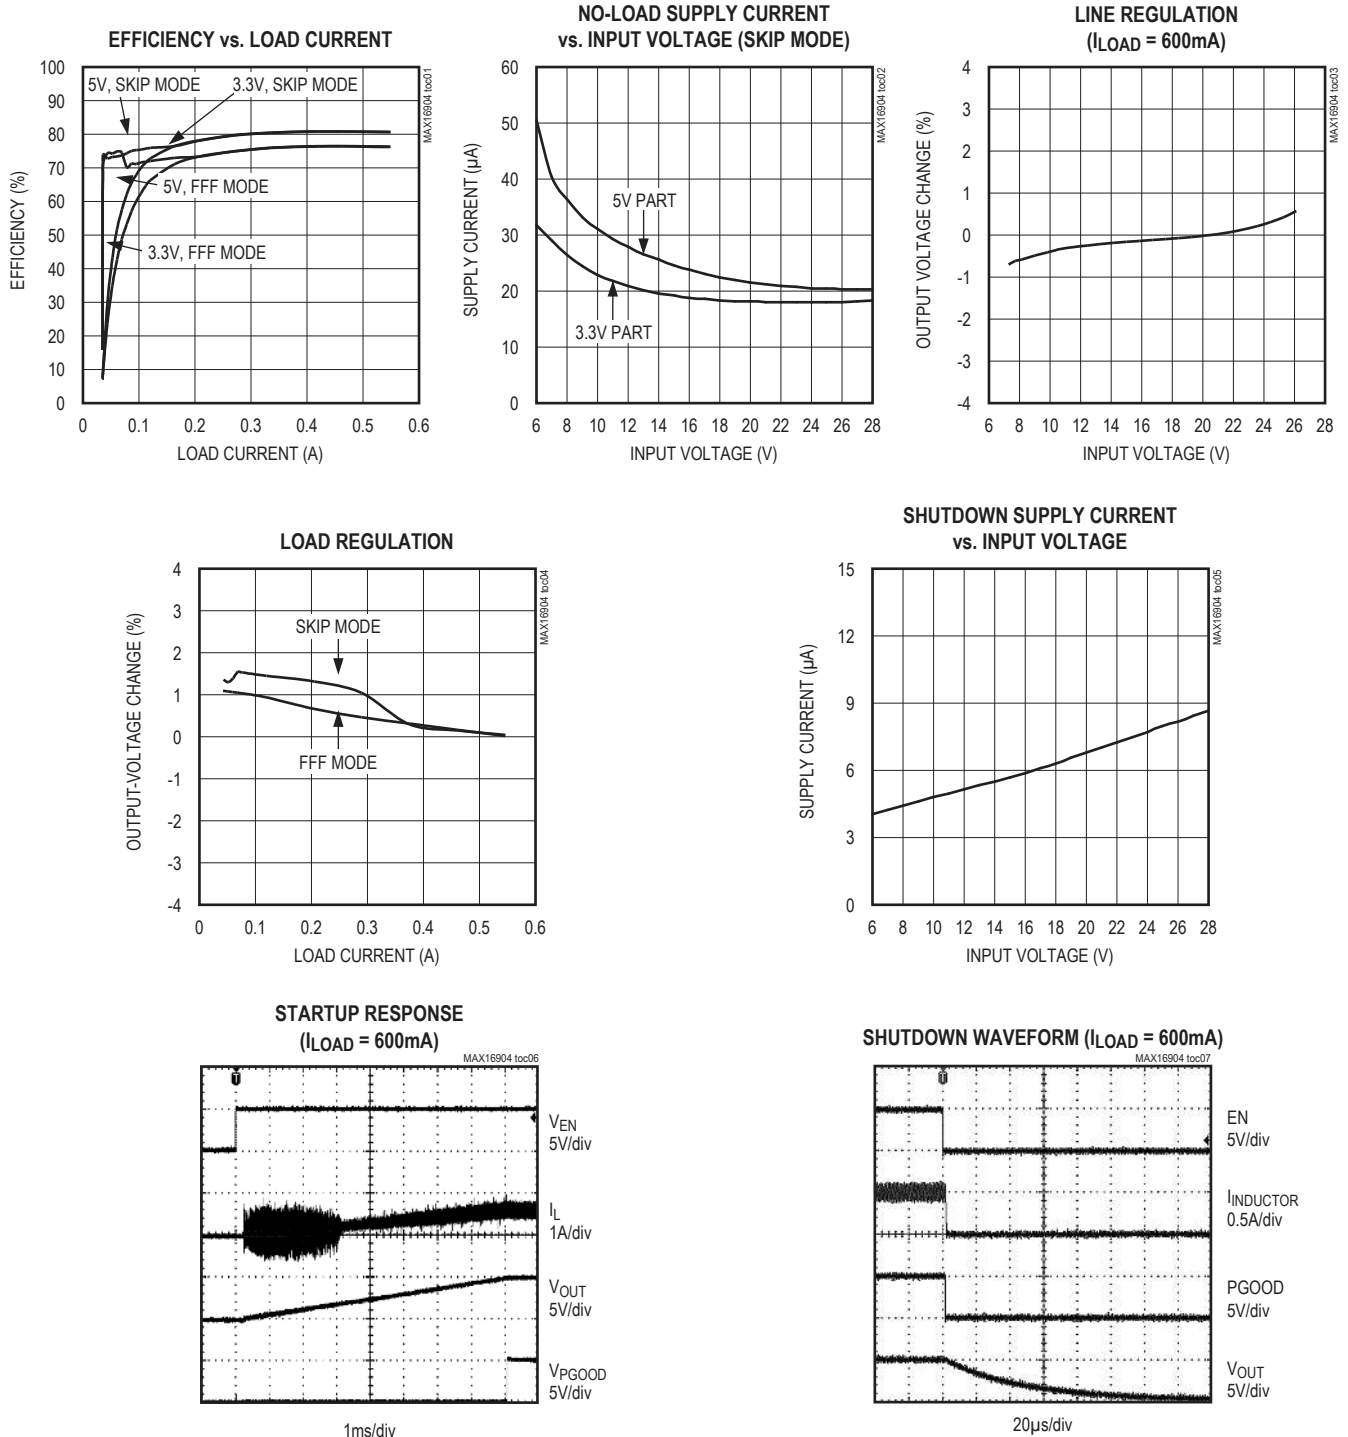 EFFICIENCY vs. LOAD CURRENT
MAX16904 toc01
EFFICIENCY (%)
100
90
80
70
60
50
40
30
20
10
0
5V, SKIP MODE
3.3V, SKIP MODE
5V, FFF MODE
3.3V, FFF MODE
0 0.1 0.2 0.3 0.4 0.5 0.6
LOAD CURRENT (A)
NO-LOAD SUPPLY CURRENT
vs. INPUT VOLTAGE (SKIP MODE)
MAX16904 toc02
SUPPLY CURRENT (µA)
60
50
40
30
20
10
0
5V PART
3.3V PART
6 8 10 12 14 16 18 20 22 24 26 28
INPUT VOLTAGE (V)
LINE REGULATION
(ILOAD = 600mA)
MAX16904 toc03
OUTPUT VOLTAGE CHANGE (%)
4
3
2
1
0
-1
-2
-3
-4
6 8 10 12 14 16 18 20 22 24 26 28
INPUT VOLTAGE (V)
LOAD REGULATION
MAX16904 toc04
OUTPUT-VOLTAGE CHANGE (%)
4
3
2
1
0
-1
-2
-3
-4
SKIP MODE
FFF MODE
0 0.1 0.2 0.3 0.4 0.5 0.6
LOAD CURRENT (A)
SHUTDOWN SUPPLY CURRENT
vs. INPUT VOLTAGE
MAX16904 toc05
SUPPLY CURRENT (µA)
15
12
9
6
3
0
6 8 10 12 14 16 18 20 22 24 26 28
INPUT VOLTAGE (V)
STARTUP RESPONSE
(ILOAD = 600mA)
MAX16904 toc06
T
VEN
5V/div
IL
1A/div
VOUT
5V/div
VPGOOD
5V/div
1ms/div
SHUTDOWN WAVEFORM (ILOAD = 600mA)
MAX16904 toc07
T
EN
5V/div
IINDUCTOR
0.5A/div
PGOOD
5V/div
VOUT
5V/div
20µs/div